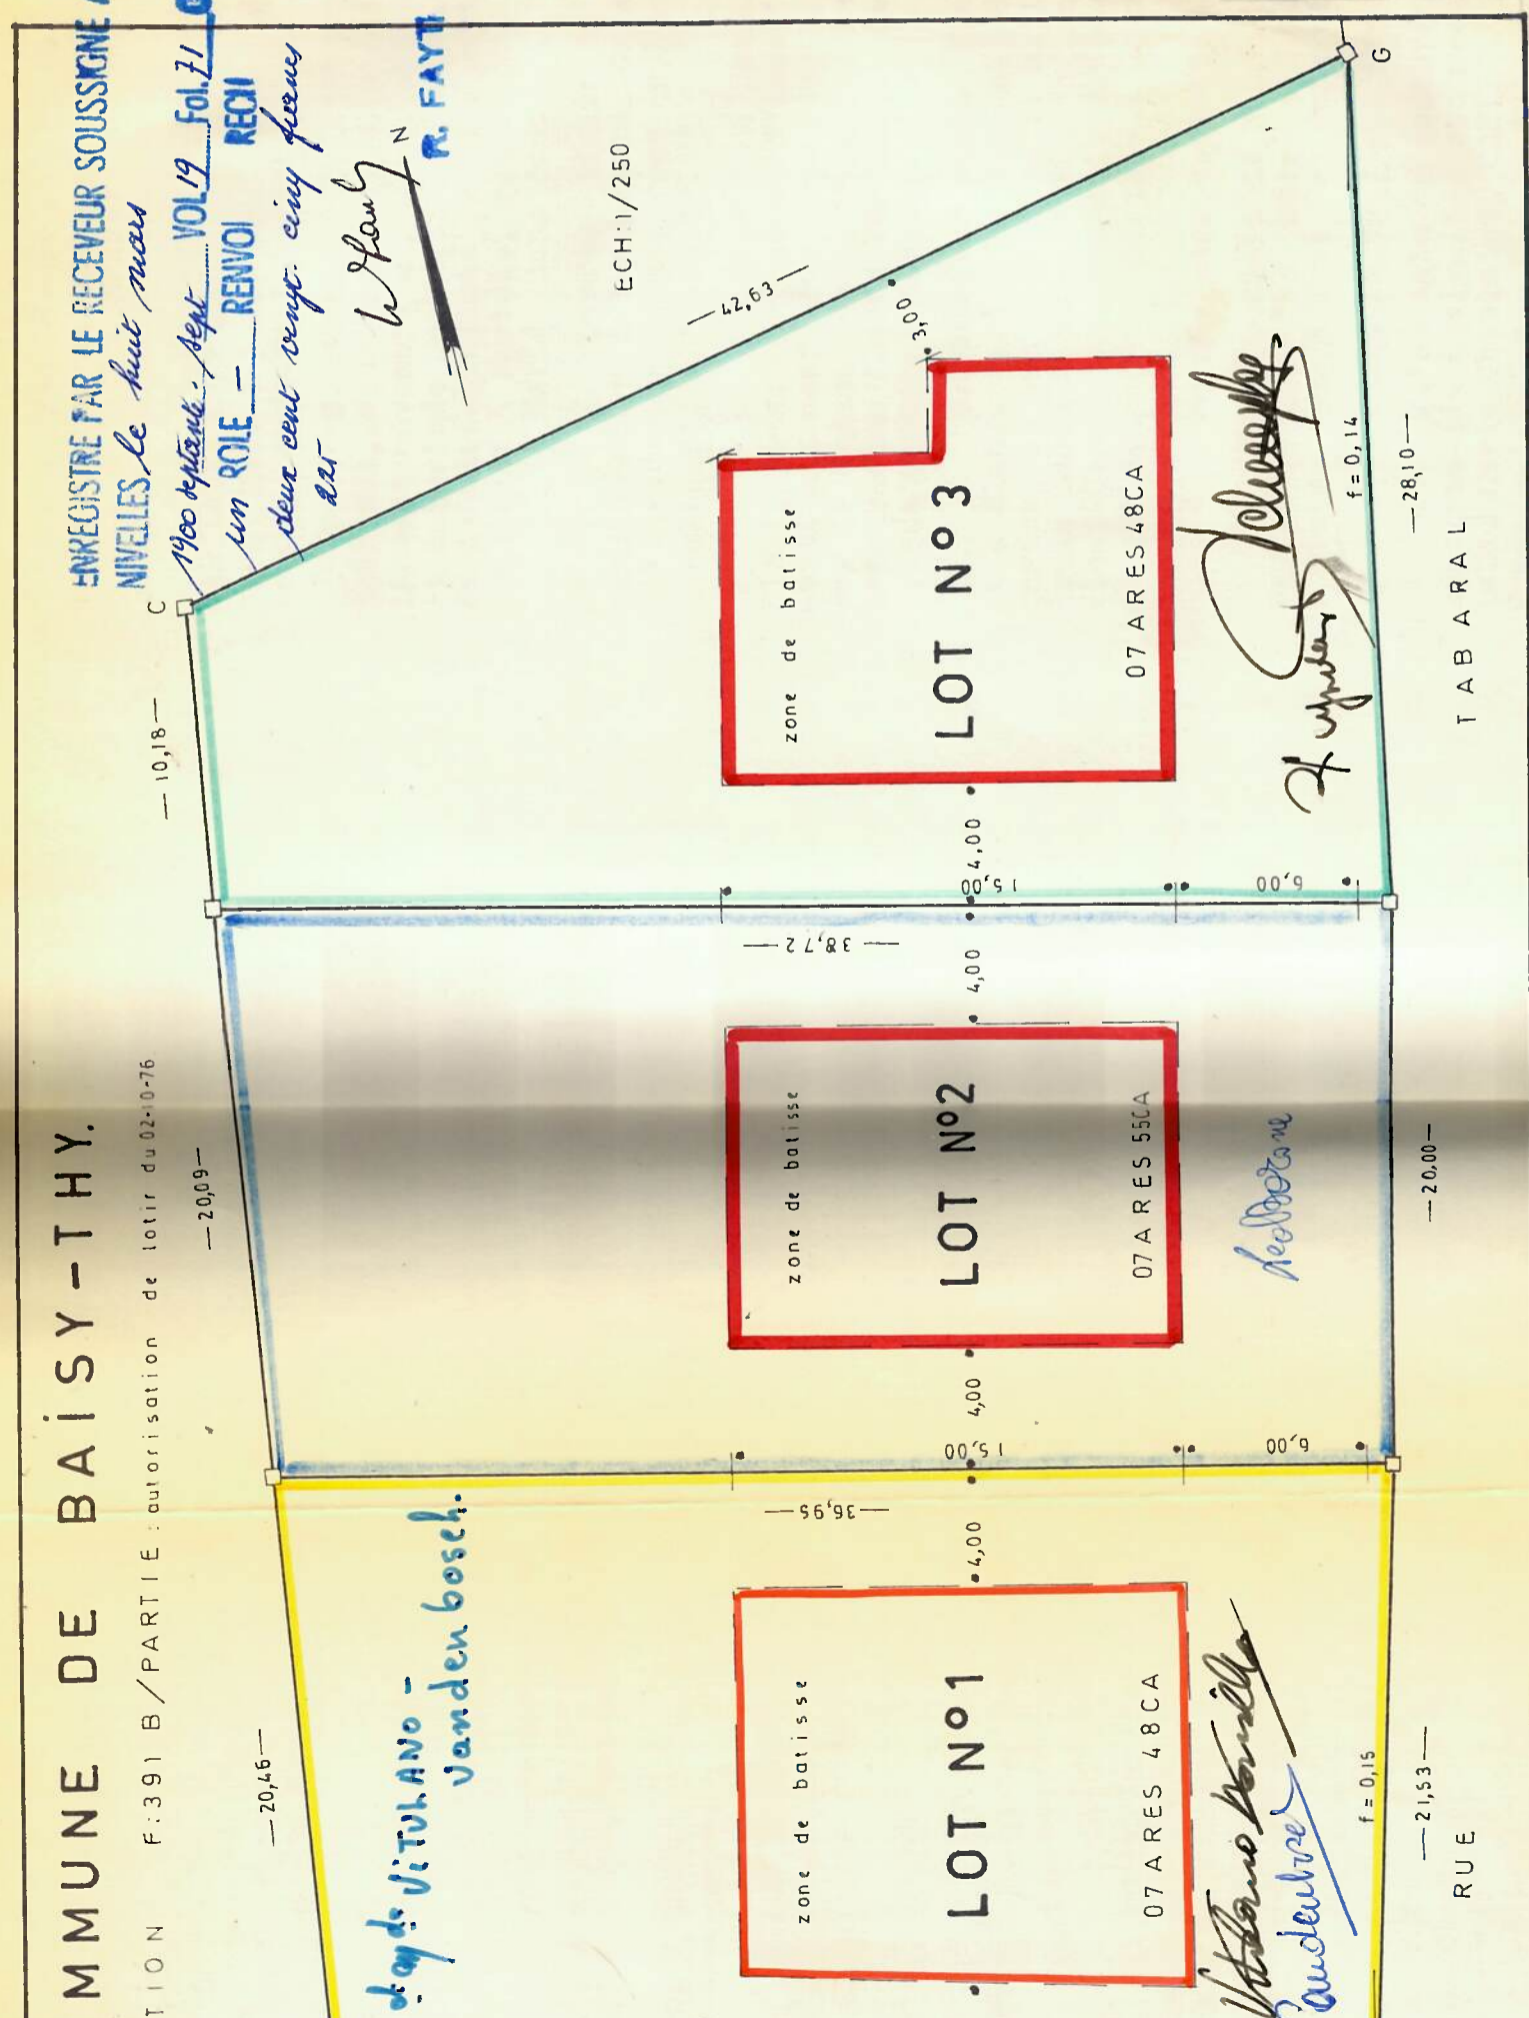 MMUNE DE BAÏSY-THY.
TION F:391 B/PARTIE: autorisation de lotir du 02-10-76
ENREGISTRE PAR LE RECEVEUR SOUSSIGNE A
NIVELLES, le huit mars
1900 septante-sept VOL 19 Fol. 71
un ROLE — RENVOI RECU
deux cent vingt-cinq francs
225
R. FAYT
N
ECH: 1/250
C
G
—20,46—
—20,09—
—10,18—
—42,63—
3,00
ViTULANO -
Vandenbosch.
—36,95—
—38,72—
zone de batisse
LOT N°1
07 ARES 48CA
4,00
15,00
6,00
4,00
zone de batisse
LOT N°2
07 ARES 55CA
4,00
15,00
6,00
4,00
zone de batisse
LOT N°3
07 ARES 48CA
f = 0,15
f = 0,14
—21,53—
—20,00—
—28,10—
RUE TABARAL